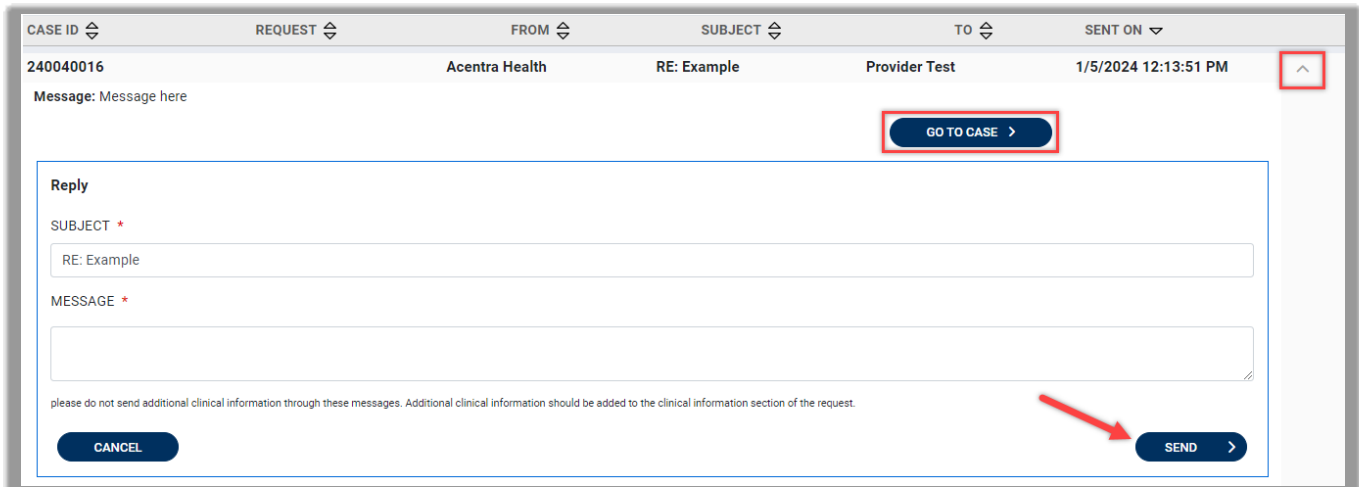 CASE ID REQUEST FROM SUBJECT TO SENT ON
240040016 Acentra Health RE: Example Provider Test 1/5/2024 12:13:51 PM
Message: Message here
GO TO CASE
Reply
SUBJECT *
RE: Example
MESSAGE *
please do not send additional clinical information through these messages. Additional clinical information should be added to the clinical information section of the request.
CANCEL SEND